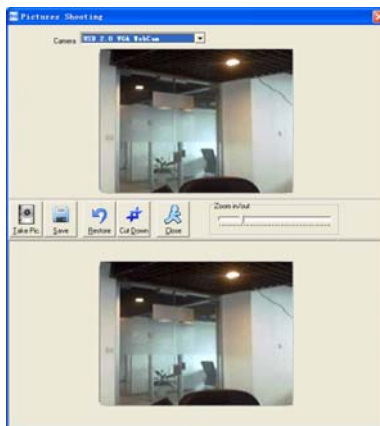 Pictures Shooting
Camera USB 2.0 VGA WebCam
Zoom in/out
Take Pic. Save Restore Cut Down Close